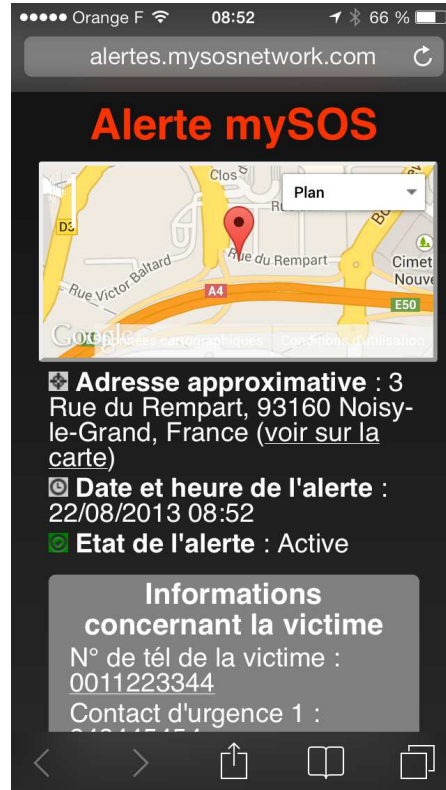 Orange F 08:52 66 %
alertes.mysosnetwork.com
Alerte mySOS
Clos
Plan
Rue Victor Baltard
Rue du Rempart
Cimet
Nouve
A4
E50
Google
Données cartographiques Conditions d'utilisation
Adresse approximative : 3
Rue du Rempart, 93160 Noisy-
le-Grand, France (voir sur la
carte)
Date et heure de l'alerte :
22/08/2013 08:52
Etat de l'alerte : Active
Informations
concernant la victime
N° de tél de la victime :
0011223344
Contact d'urgence 1 :